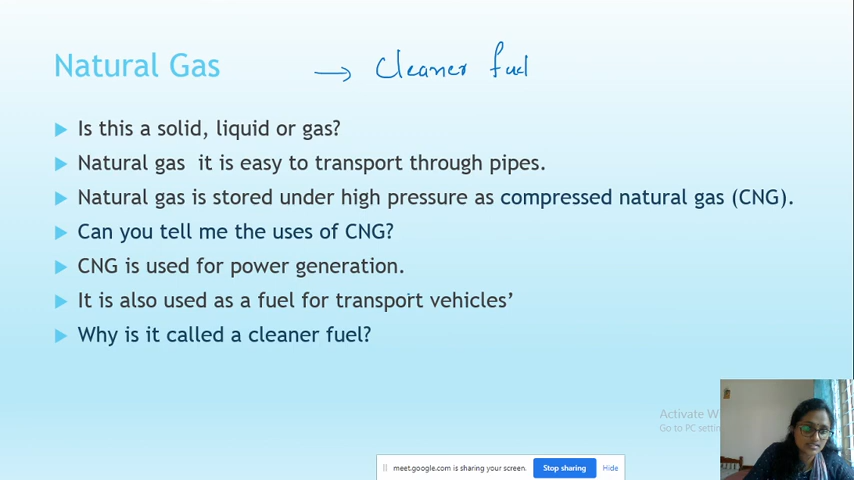 Natural Gas → Cleaner fuel
Is this a solid, liquid or gas?
Natural gas it is easy to transport through pipes.
Natural gas is stored under high pressure as compressed natural gas (CNG).
Can you tell me the uses of CNG?
CNG is used for power generation.
It is also used as a fuel for transport vehicles’
Why is it called a cleaner fuel?
Activate W
Go to PC settin
meet.google.com is sharing your screen. Stop sharing Hide